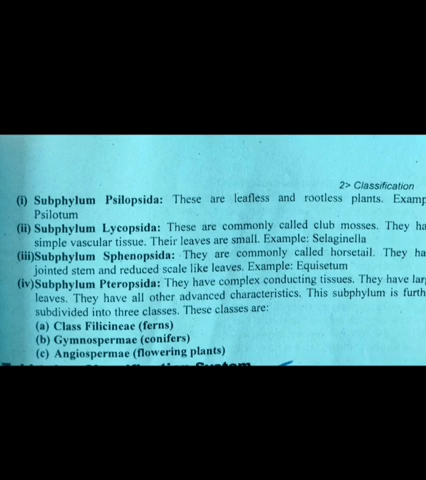 2> Classification
(i) Subphylum Psilopsida: These are leafless and rootless plants. Examp
Psilotum
(ii) Subphylum Lycopsida: These are commonly called club mosses. They ha
simple vascular tissue. Their leaves are small. Example: Selaginella
(iii)Subphylum Sphenopsida: They are commonly called horsetail. They ha
jointed stem and reduced scale like leaves. Example: Equisetum
(iv)Subphylum Pteropsida: They have complex conducting tissues. They have lar
leaves. They have all other advanced characteristics. This subphylum is furth
subdivided into three classes. These classes are:
(a) Class Filicineae (ferns)
(b) Gymnospermae (conifers)
(c) Angiospermae (flowering plants)
System